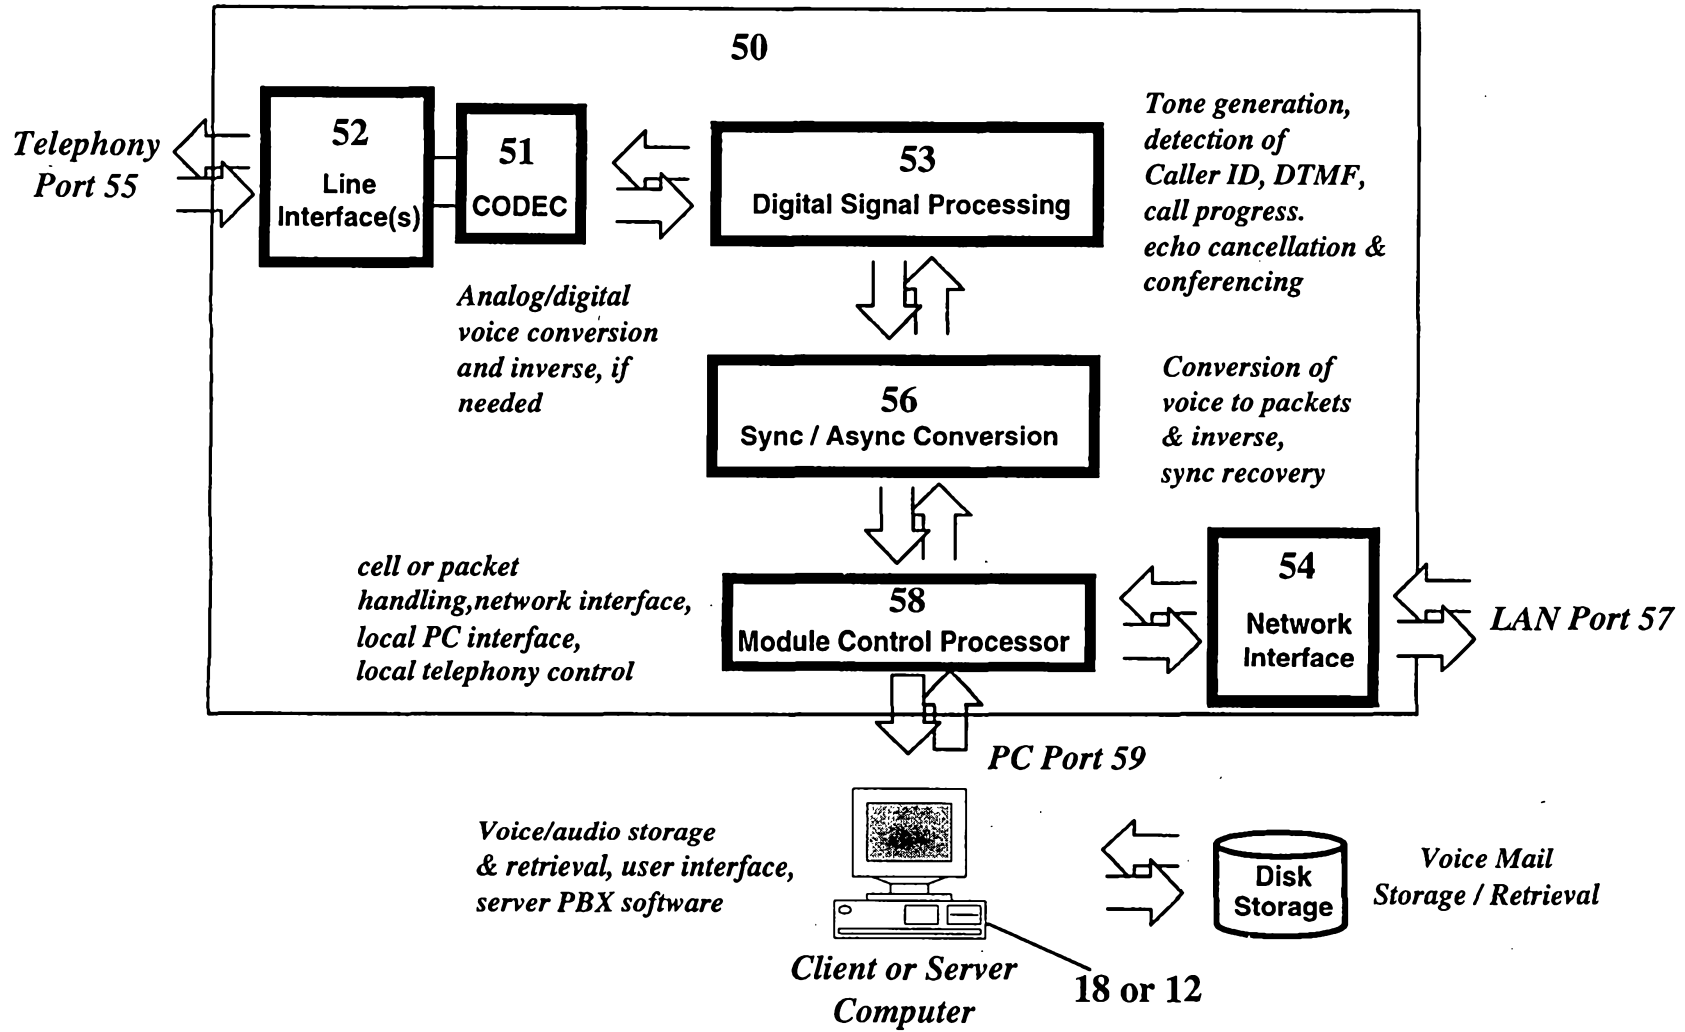 50
Telephony
Port 55
52
Line
Interface(s)
51
CODEC
53
Digital Signal Processing
Tone generation,
detection of
Caller ID, DTMF,
call progress.
echo cancellation &
conferencing
Analog/digital
voice conversion
and inverse, if
needed
56
Sync / Async Conversion
Conversion of
voice to packets
& inverse,
sync recovery
cell or packet
handling,network interface,
local PC interface,
local telephony control
58
Module Control Processor
54
Network
Interface
LAN Port 57
PC Port 59
Voice/audio storage
& retrieval, user interface,
server PBX software
Disk
Storage
Voice Mail
Storage / Retrieval
Client or Server
Computer
18 or 12